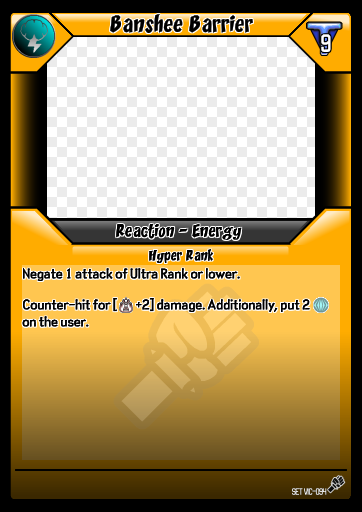 Banshee Barrier
9
Reaction - Energy
Hyper Rank
Negate 1 attack of Ultra Rank or lower.
Counter-hit for [ +2] damage. Additionally, put 2
on the user.
SET VIC-094